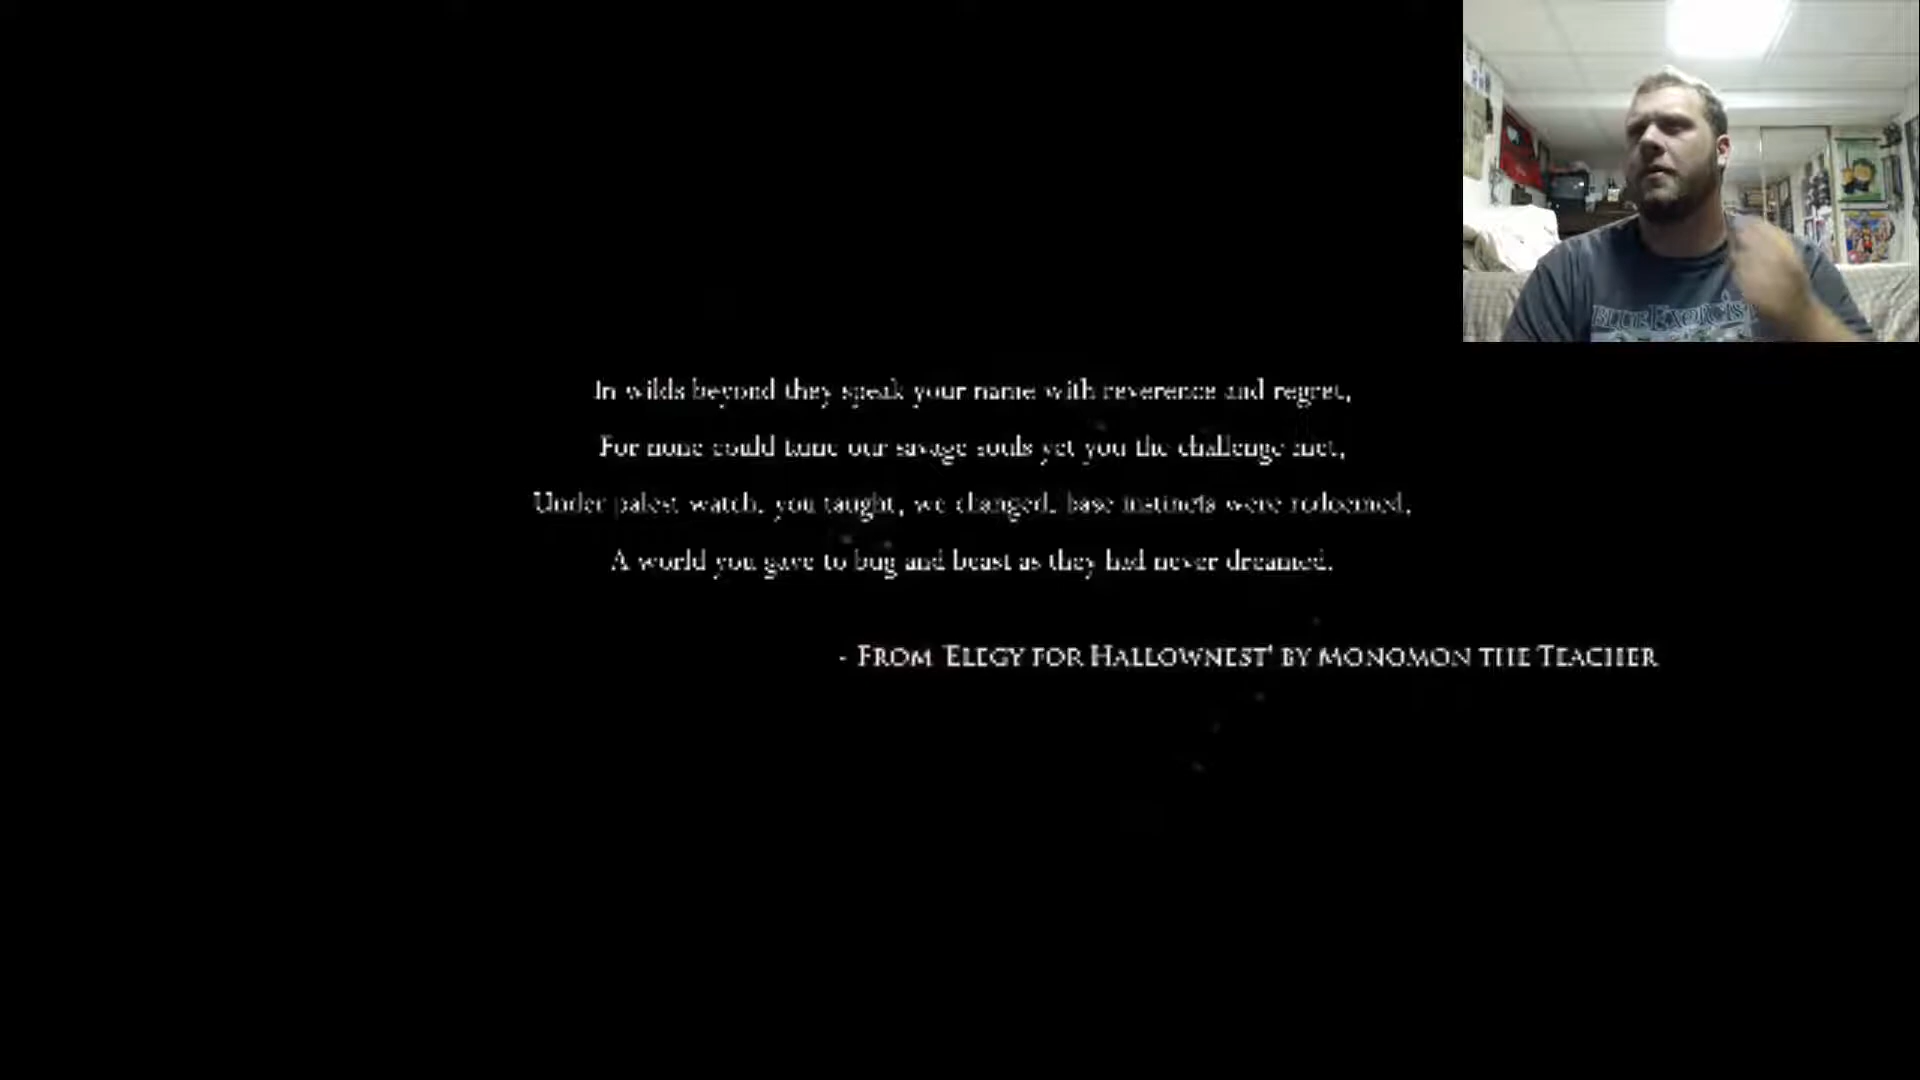 In wilds beyond they speak your name with reverence and regret,
For none could tame our savage souls yet you the challenge met,
Under palest watch, you taught, we changed, base instincts were redeemed,
A world you gave to bug and beast as they had never dreamed.
- From 'Elegy for Hallownest' by Monomon the Teacher
BLUE EXORCIST